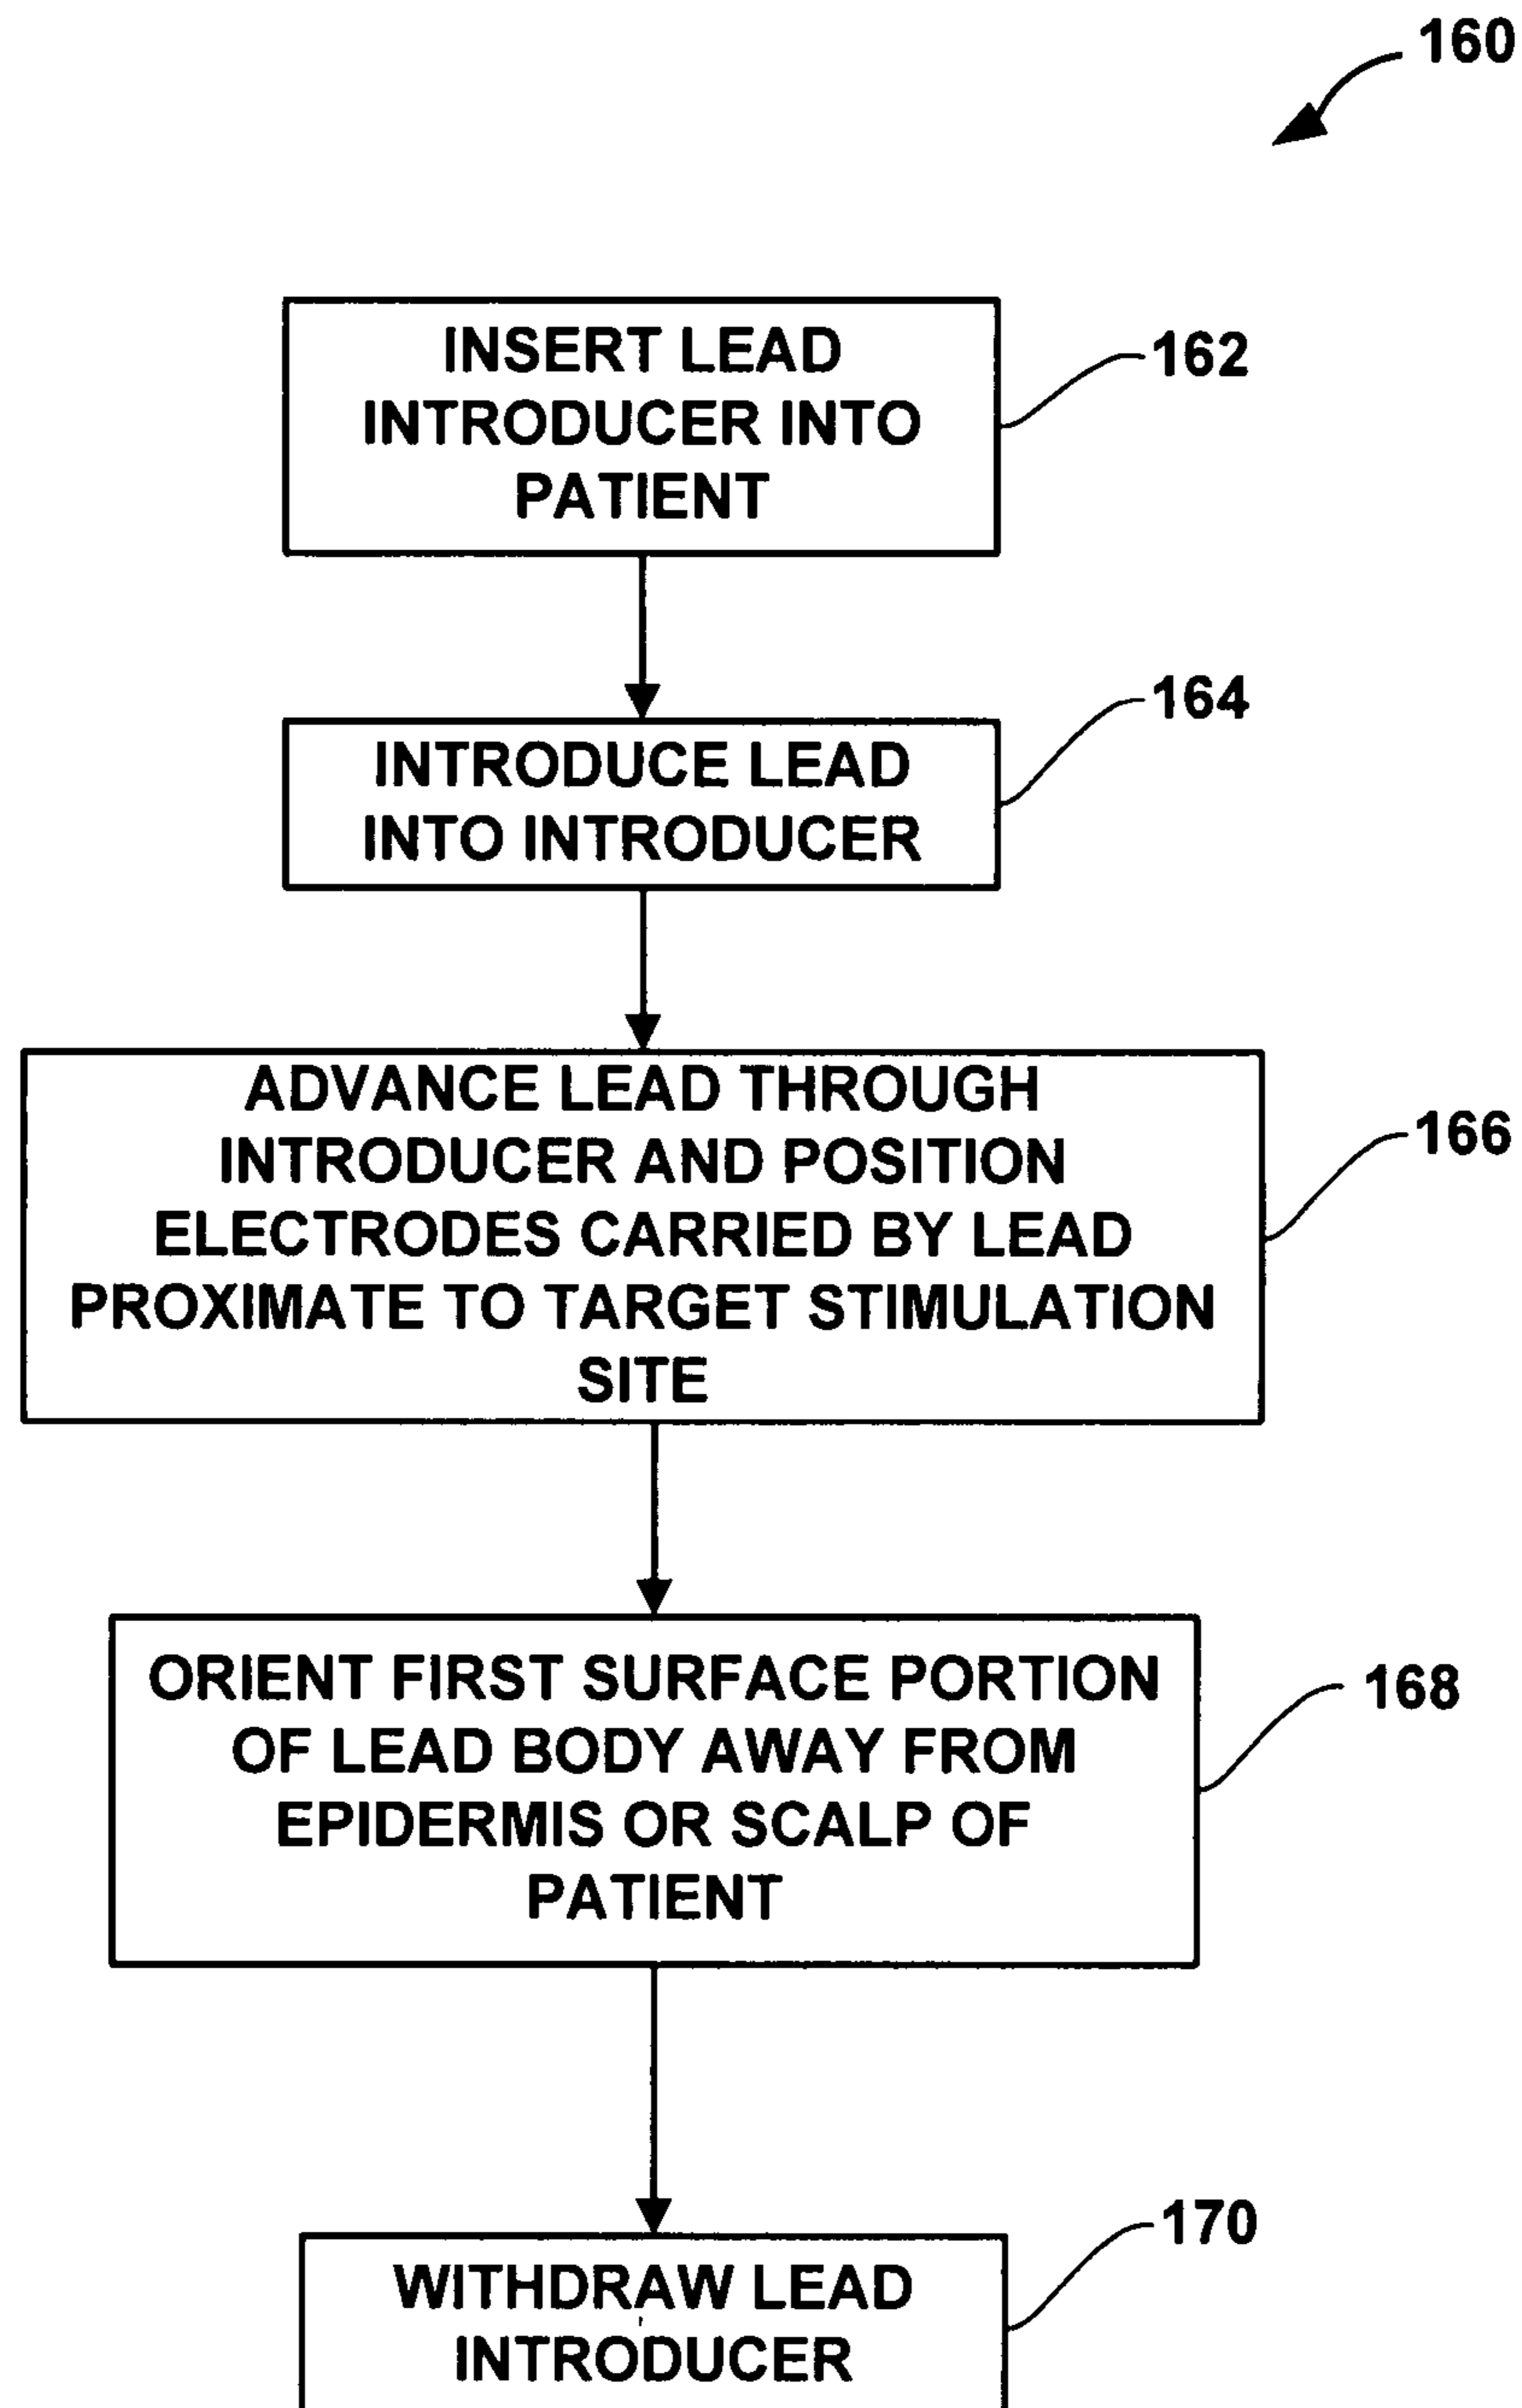 160
INSERT LEAD
INTRODUCER INTO
PATIENT
162
INTRODUCE LEAD
INTO INTRODUCER
164
ADVANCE LEAD THROUGH
INTRODUCER AND POSITION
ELECTRODES CARRIED BY LEAD
PROXIMATE TO TARGET STIMULATION
SITE
166
ORIENT FIRST SURFACE PORTION
OF LEAD BODY AWAY FROM
EPIDERMIS OR SCALP OF
PATIENT
168
WITHDRAW LEAD
INTRODUCER
170